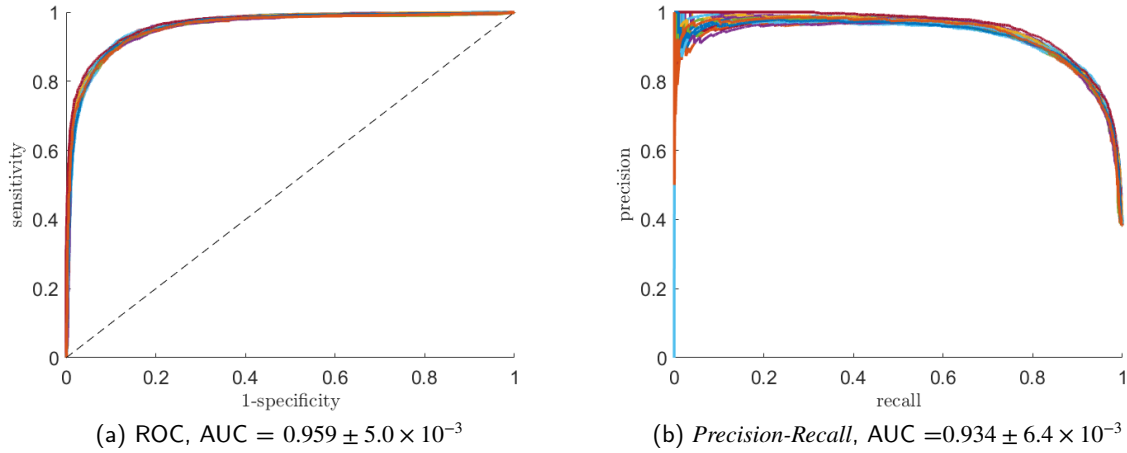 1
0.8
0.6
0.4
0.2
0
0 0.2 0.4 0.6 0.8 1
sensitivity
1-specificity
(a) ROC, AUC = 0.959 ± 5.0 × 10⁻³
1
0.8
0.6
0.4
0.2
0
0 0.2 0.4 0.6 0.8 1
precision
recall
(b) Precision-Recall, AUC =0.934 ± 6.4 × 10⁻³